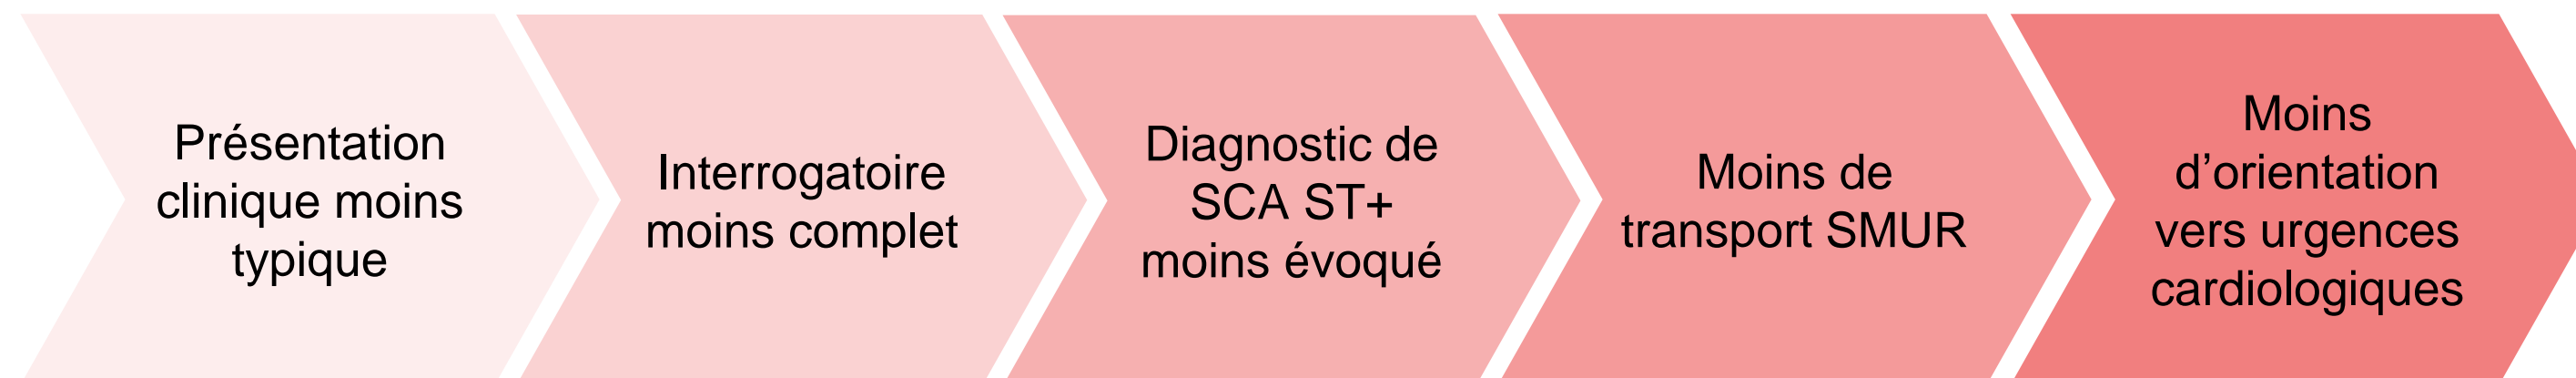 Présentation
clinique moins
typique
Interrogatoire
moins complet
Diagnostic de
SCA ST+
moins évoqué
Moins de
transport SMUR
Moins
d’orientation
vers urgences
cardiologiques